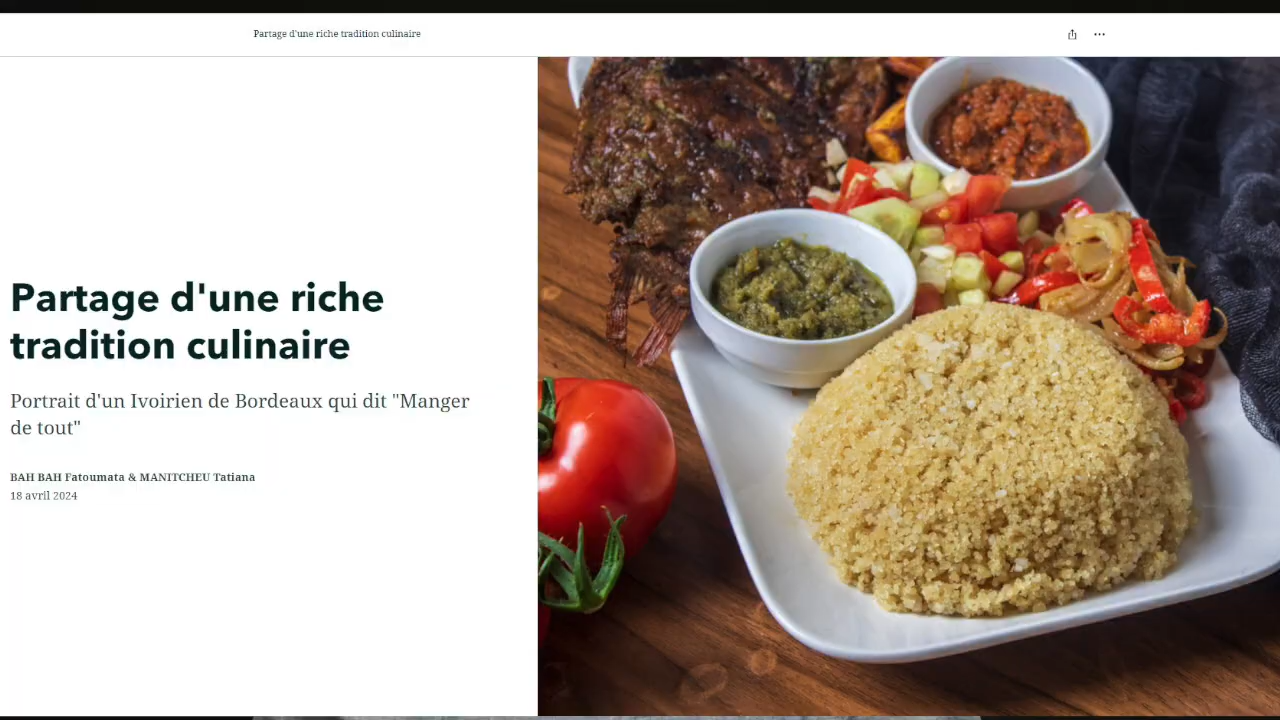 Partage d'une riche tradition culinaire
Partage d'une riche
tradition culinaire
Portrait d'un Ivoirien de Bordeaux qui dit "Manger
de tout"
BAH BAH Fatoumata & MANITCHEU Tatiana
18 avril 2024